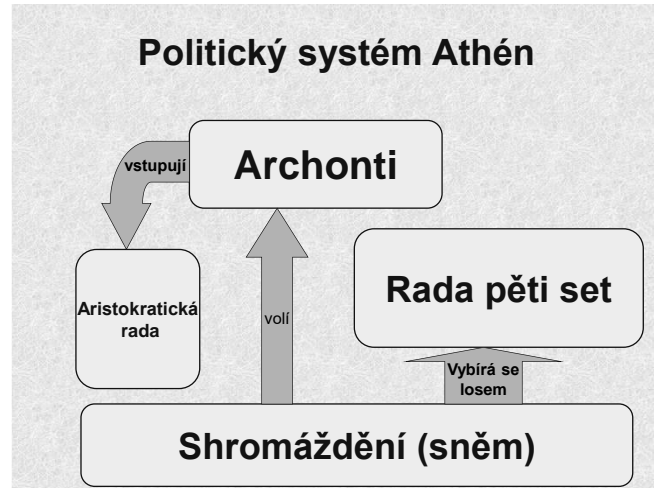 Politický systém Athén
vstupují
Archonti
Aristokratická
rada
volí
Rada pěti set
Vybírá se
losem
Shromáždění (sněm)